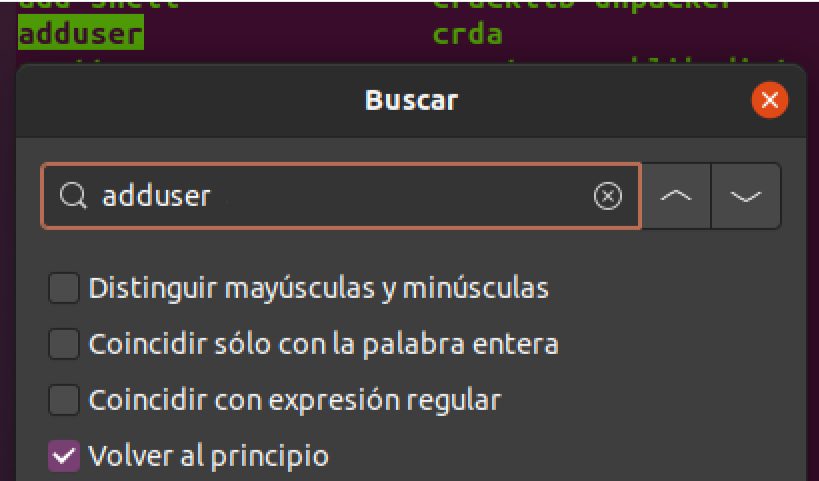 adduser
crda
Buscar
adduser
Distinguir mayúsculas y minúsculas
Coincidir sólo con la palabra entera
Coincidir con expresión regular
Volver al principio